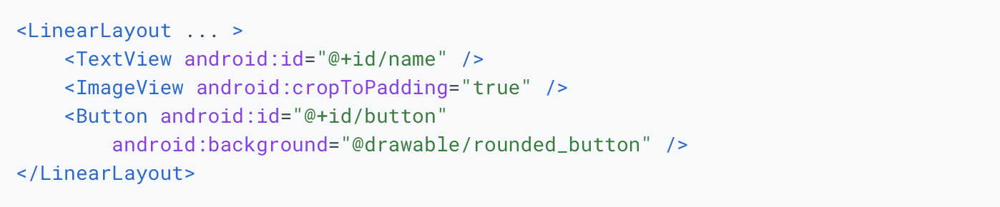 <LinearLayout ... >
    <TextView android:id="@+id/name" />
    <ImageView android:cropToPadding="true" />
    <Button android:id="@+id/button"
        android:background="@drawable/rounded_button" />
</LinearLayout>